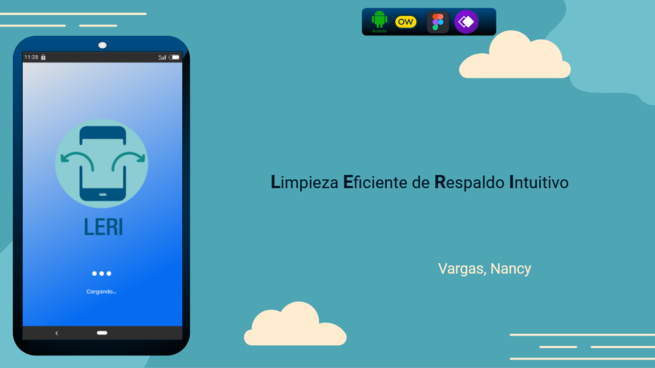 OW
11:25
LERI
Cargando...
Limpieza Eficiente de Respaldo Intuitivo
Vargas, Nancy